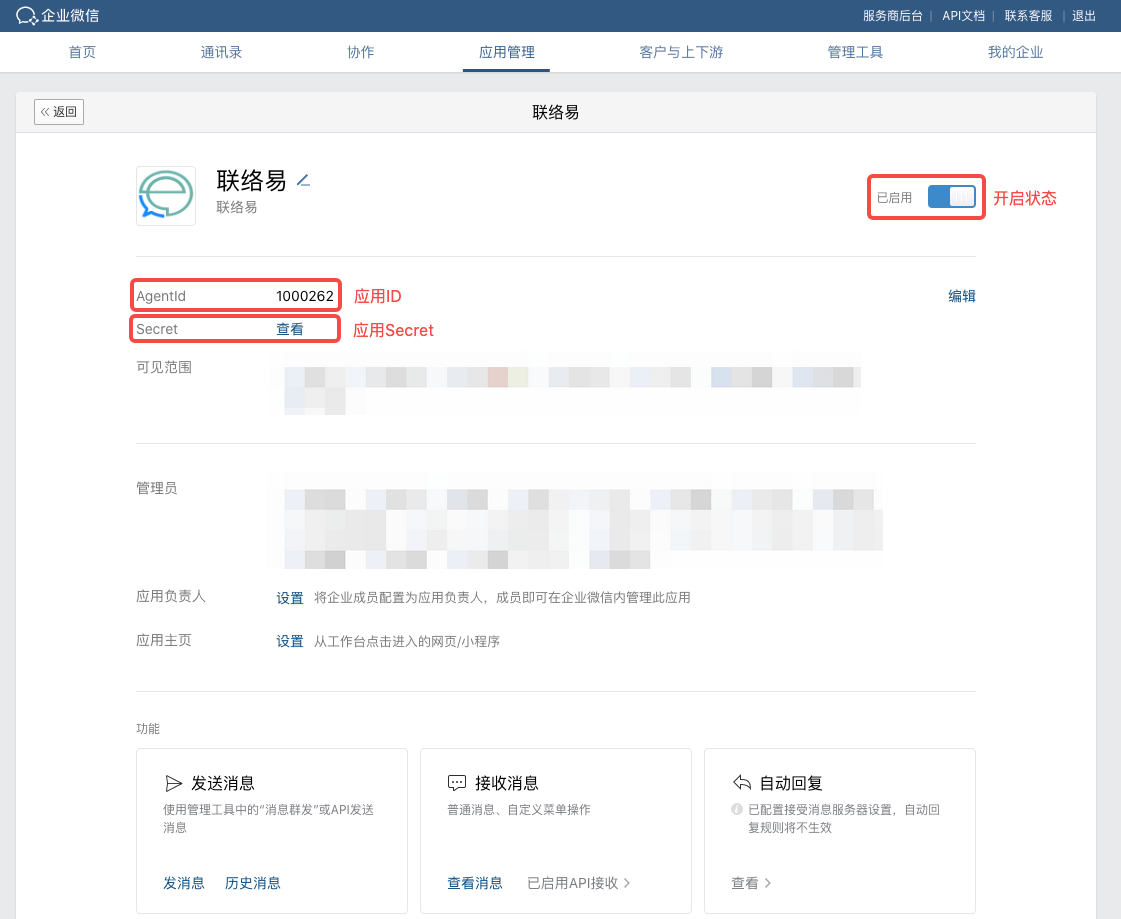 企业微信
服务商后台 | API文档 | 联系客服 | 退出
首页 通讯录 协作 应用管理 客户与上下游 管理工具 我的企业
« 返回 联络易
联络易
联络易
已启用 开启状态
AgentId 1000262 应用ID 编辑
Secret 查看 应用Secret
可见范围
管理员
应用负责人 设置 将企业成员配置为应用负责人，成员即可在企业微信内管理此应用
应用主页 设置 从工作台点击进入的网页/小程序
功能
发送消息
使用管理工具中的“消息群发”或API发送
消息
发消息 历史消息
接收消息
普通消息、自定义菜单操作
查看消息 已启用API接收 >
自动回复
已配置接受消息服务器设置，自动回
复规则将不生效
查看 >